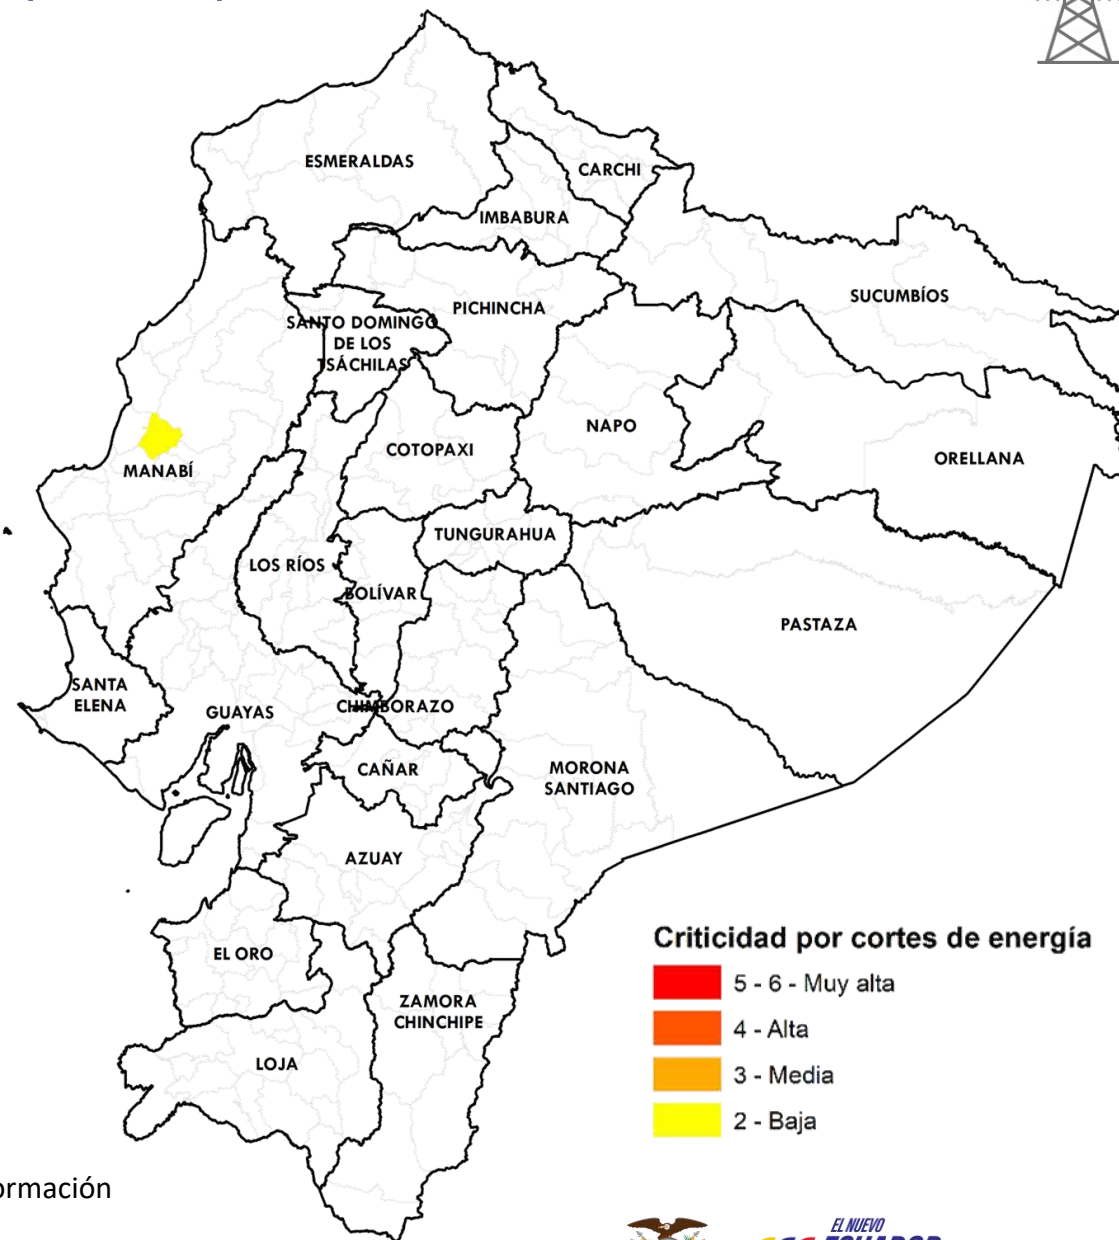 ESMERALDAS
CARCHI
IMBABURA
SUCUMBÍOS
PICHINCHA
SANTO DOMINGO
DE LOS
TSÁCHILAS
NAPO
COTOPAXI
ORELLANA
MANABÍ
TUNGURAHUA
LOS RÍOS
BOLÍVAR
PASTAZA
SANTA
ELENA
GUAYAS
CHIMBORAZO
CAÑAR
MORONA
SANTIAGO
AZUAY
EL ORO
ZAMORA
CHINCHIPE
LOJA
Criticidad por cortes de energía
5 - 6 - Muy alta
4 - Alta
3 - Media
2 - Baja
ormación
EL NUEVO
ECUADOR